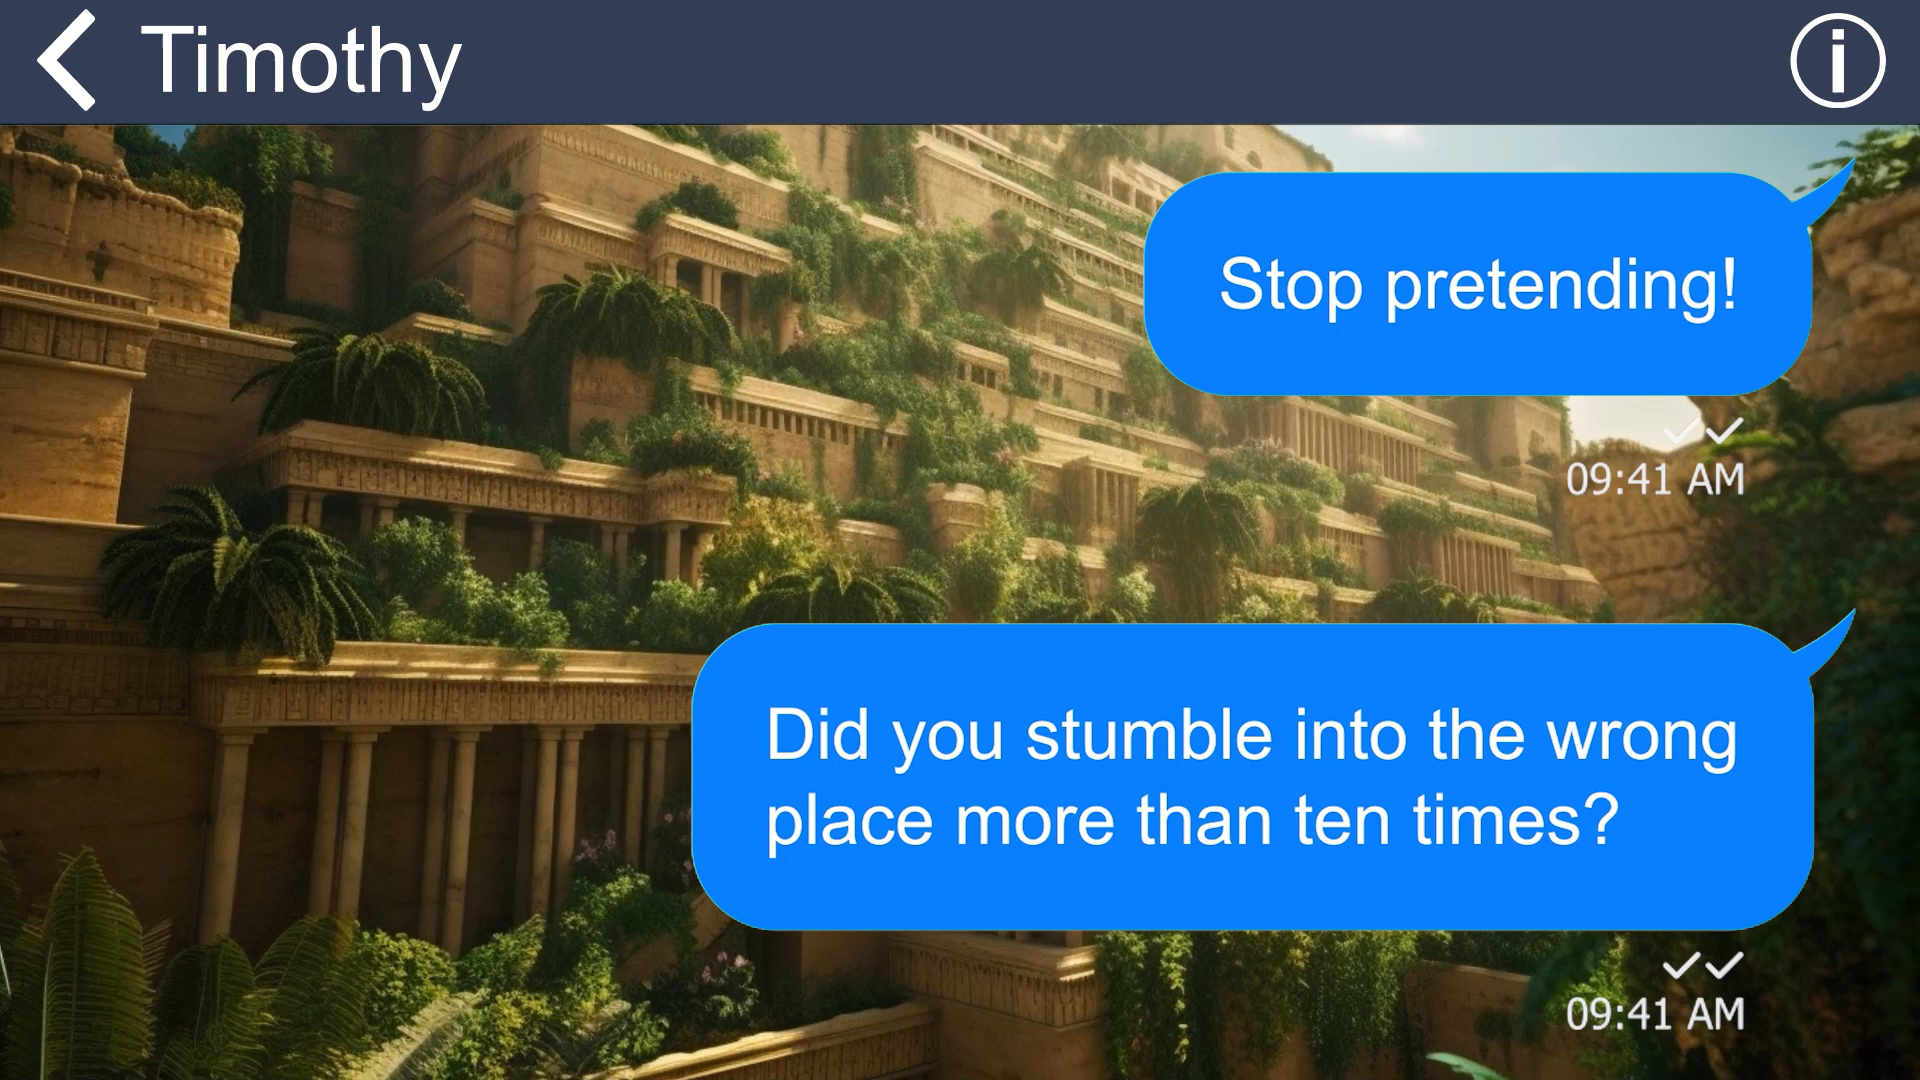 Timothy
Stop pretending!
09:41 AM
Did you stumble into the wrong
place more than ten times?
09:41 AM